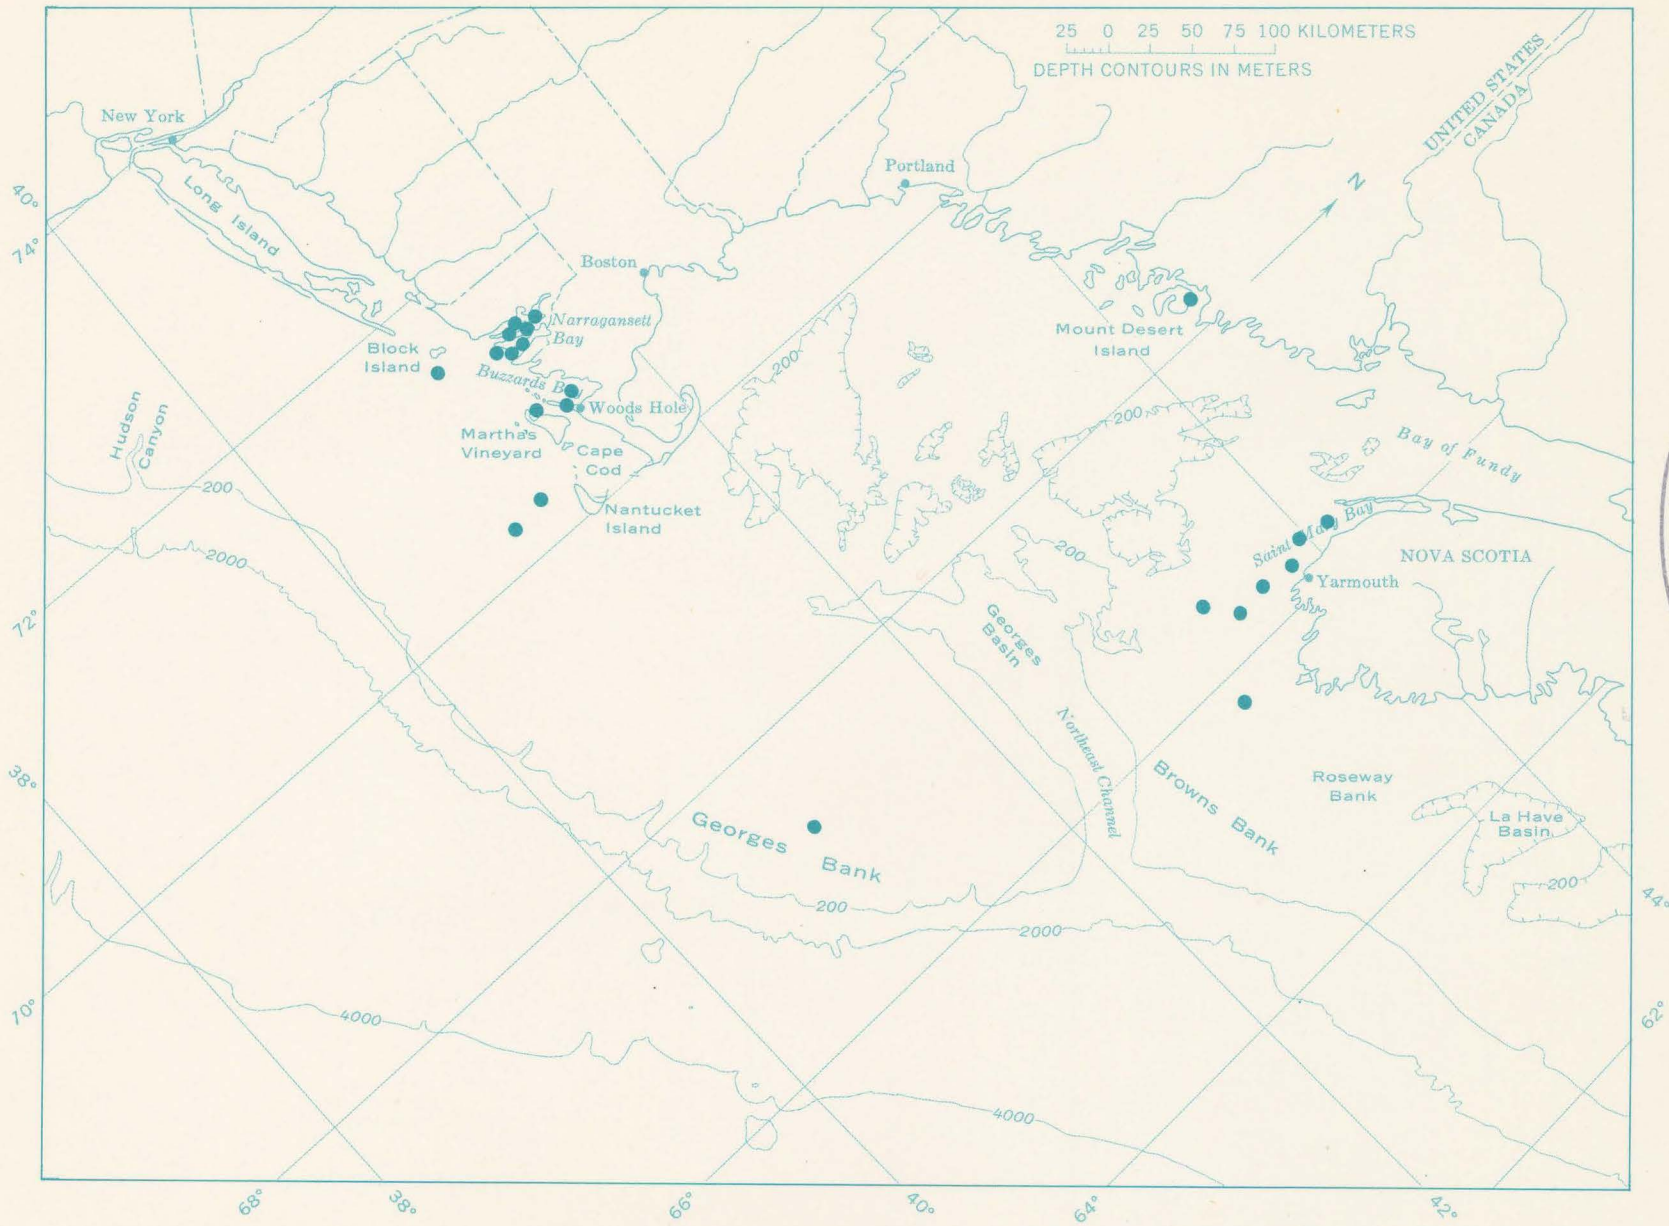 25 0 25 50 75 100 KILOMETERS
DEPTH CONTOURS IN METERS
UNITED STATES
CANADA
New York
Portland
N
40°
74°
Long Island
Boston
Narragansett
Bay
Mount Desert
Island
Block
Island
200
Buzzards Bay
Woods Hole
200
Hudson
Canyon
Martha's
Vineyard
Cape
Cod
Bay of Fundy
200
Nantucket
Island
200
Saint Mary Bay
NOVA SCOTIA
2000
Yarmouth
72°
Georges
Basin
Northeast Channel
38°
Browns Bank
Roseway
Bank
La Have
Basin
Georges Bank
200
200
44°
2000
70°
4000
62°
4000
68°
38°
66°
40°
64°
42°